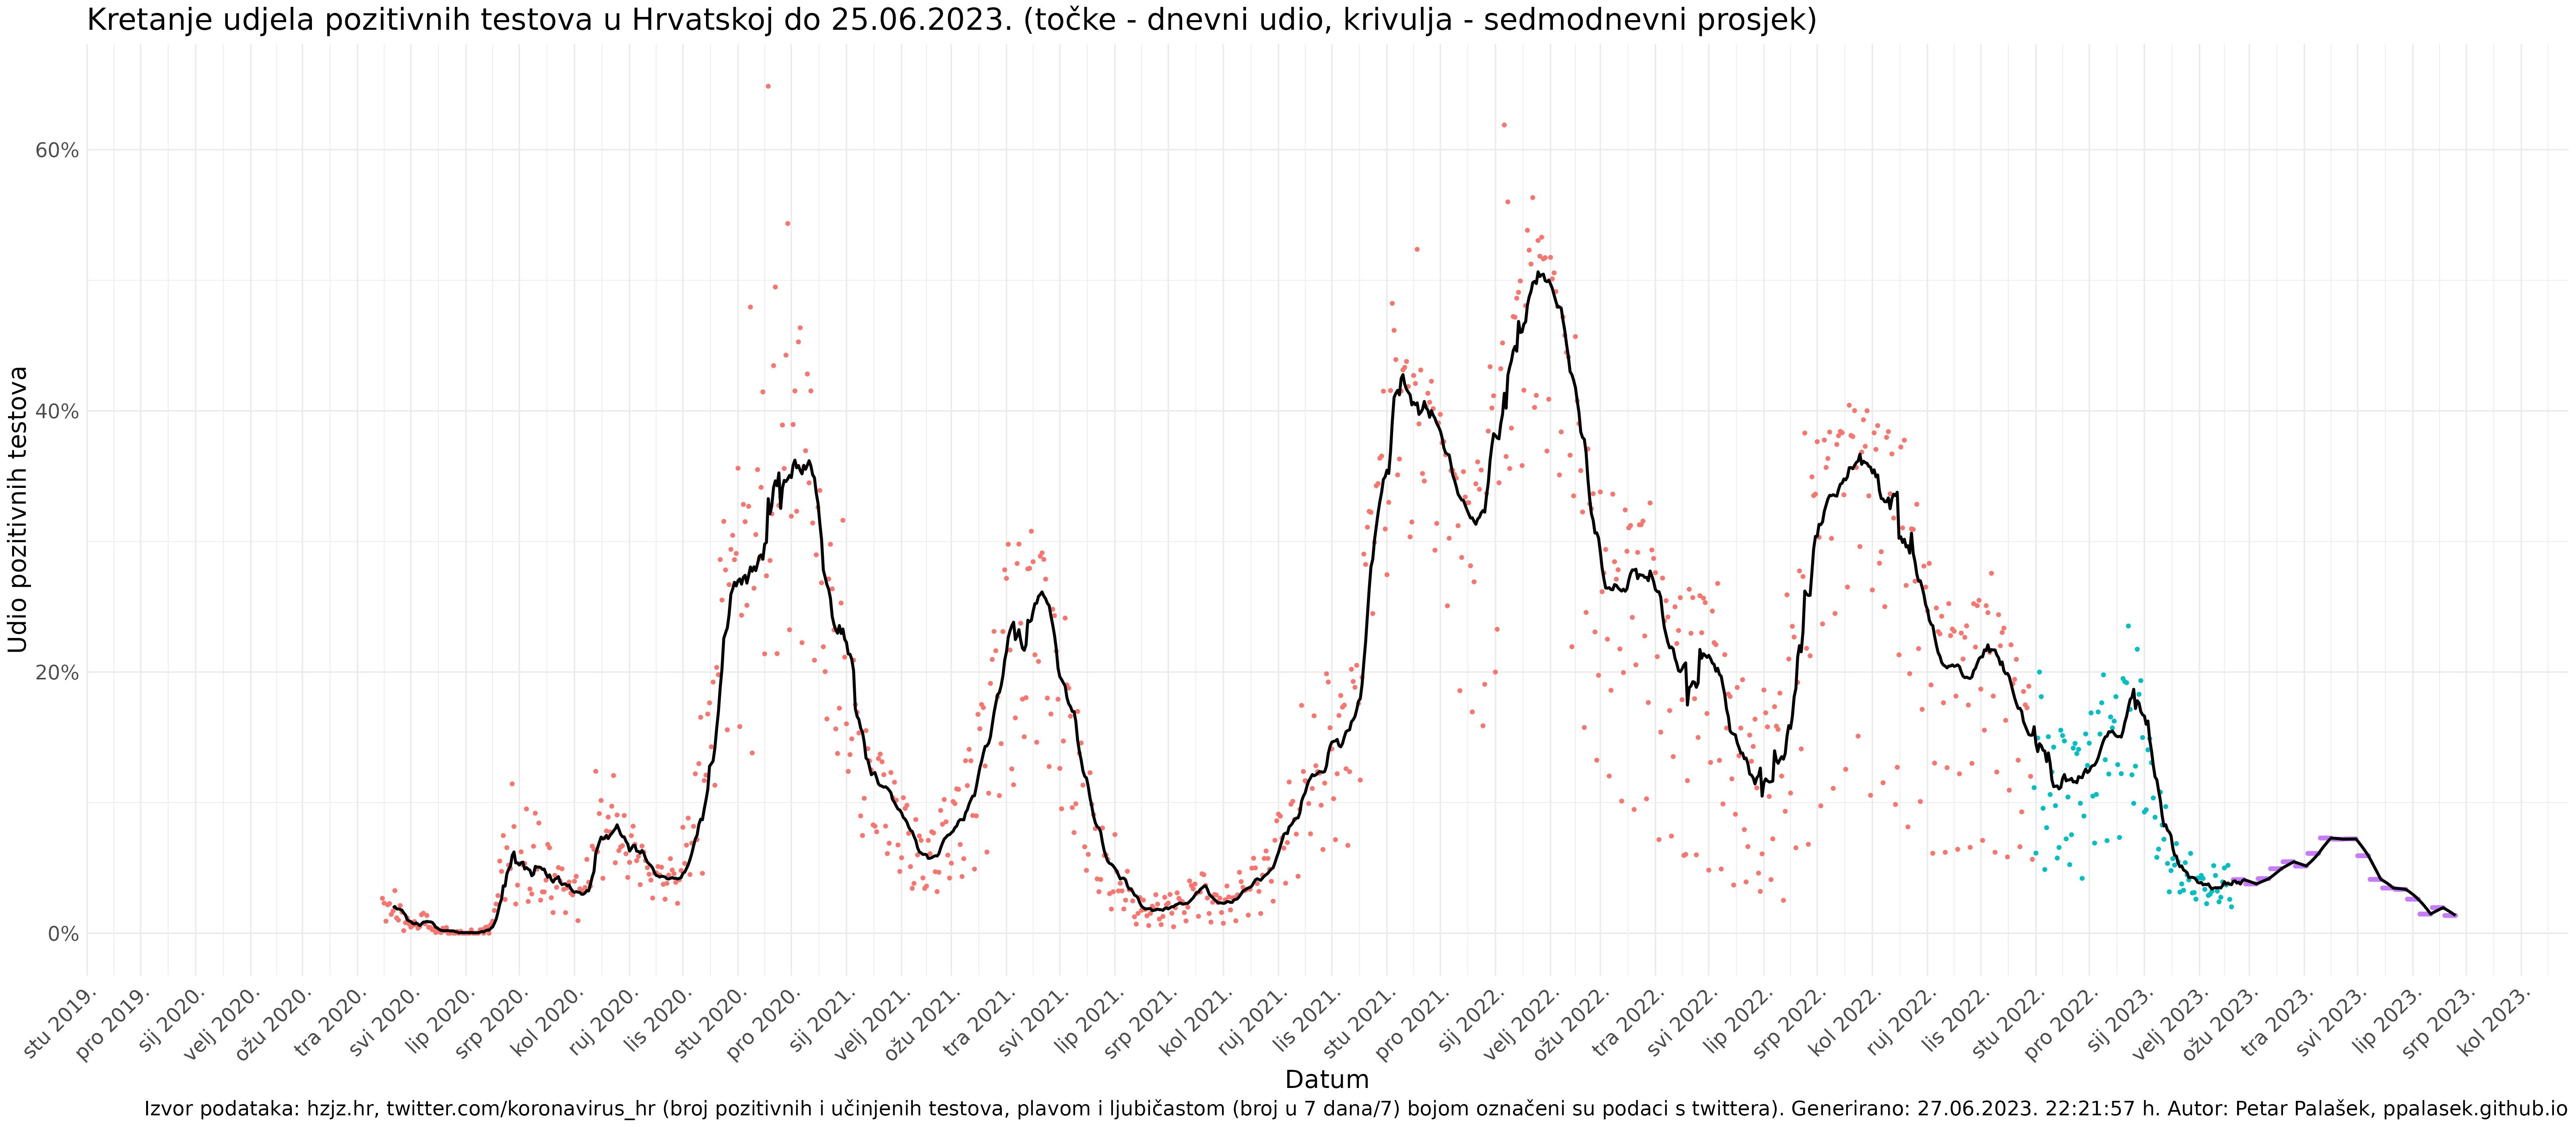 Kretanje udjela pozitivnih testova u Hrvatskoj do 25.06.2023. (točke - dnevni udio, krivulja - sedmodnevni prosjek)
Udio pozitivnih testova
60%
40%
20%
0%
stu 2019.
pro 2019.
sij 2020.
velj 2020.
ožu 2020.
tra 2020.
svi 2020.
lip 2020.
srp 2020.
kol 2020.
ruj 2020.
lis 2020.
stu 2020.
pro 2020.
sij 2021.
velj 2021.
ožu 2021.
tra 2021.
svi 2021.
lip 2021.
srp 2021.
kol 2021.
ruj 2021.
lis 2021.
stu 2021.
pro 2021.
sij 2022.
velj 2022.
ožu 2022.
tra 2022.
svi 2022.
lip 2022.
srp 2022.
kol 2022.
ruj 2022.
lis 2022.
stu 2022.
pro 2022.
sij 2023.
velj 2023.
ožu 2023.
tra 2023.
svi 2023.
lip 2023.
srp 2023.
kol 2023.
Datum
Izvor podataka: hzjz.hr, twitter.com/koronavirus_hr (broj pozitivnih i učinjenih testova, plavom i ljubičastom (broj u 7 dana/7) bojom označeni su podaci s twittera). Generirano: 27.06.2023. 22:21:57 h. Autor: Petar Palašek, ppalasek.github.io